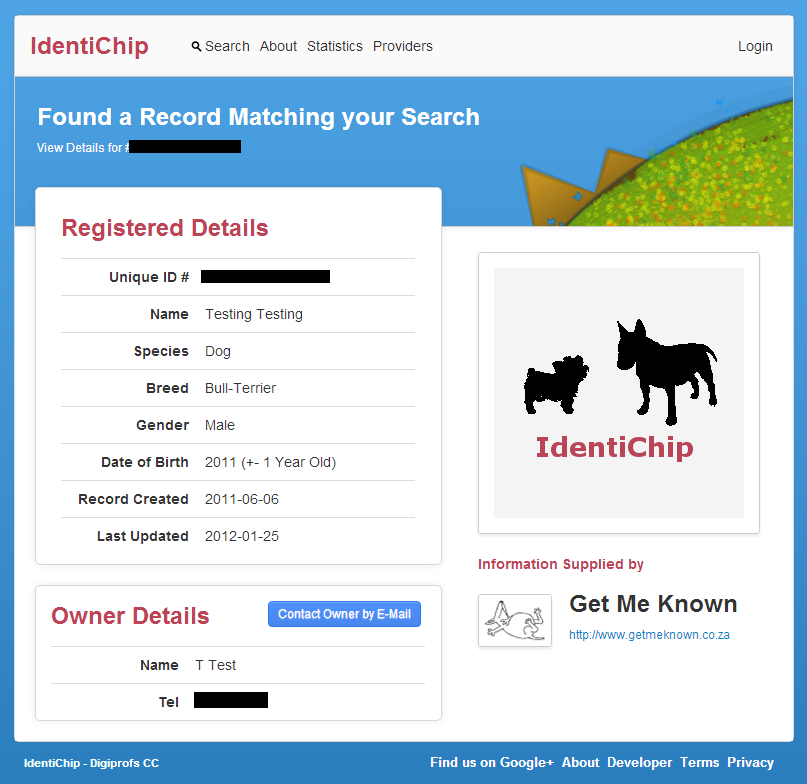 IdentiChip
Search About Statistics Providers
Login
Found a Record Matching your Search
View Details for #
Registered Details
Unique ID #
Name Testing Testing
Species Dog
Breed Bull-Terrier
Gender Male
Date of Birth 2011 (+- 1 Year Old)
Record Created 2011-06-06
Last Updated 2012-01-25
Owner Details
Contact Owner by E-Mail
Name T Test
Tel
IdentiChip
Information Supplied by
Get Me Known
http://www.getmeknown.co.za
IdentiChip - Digiprofs CC
Find us on Google+ About Developer Terms Privacy